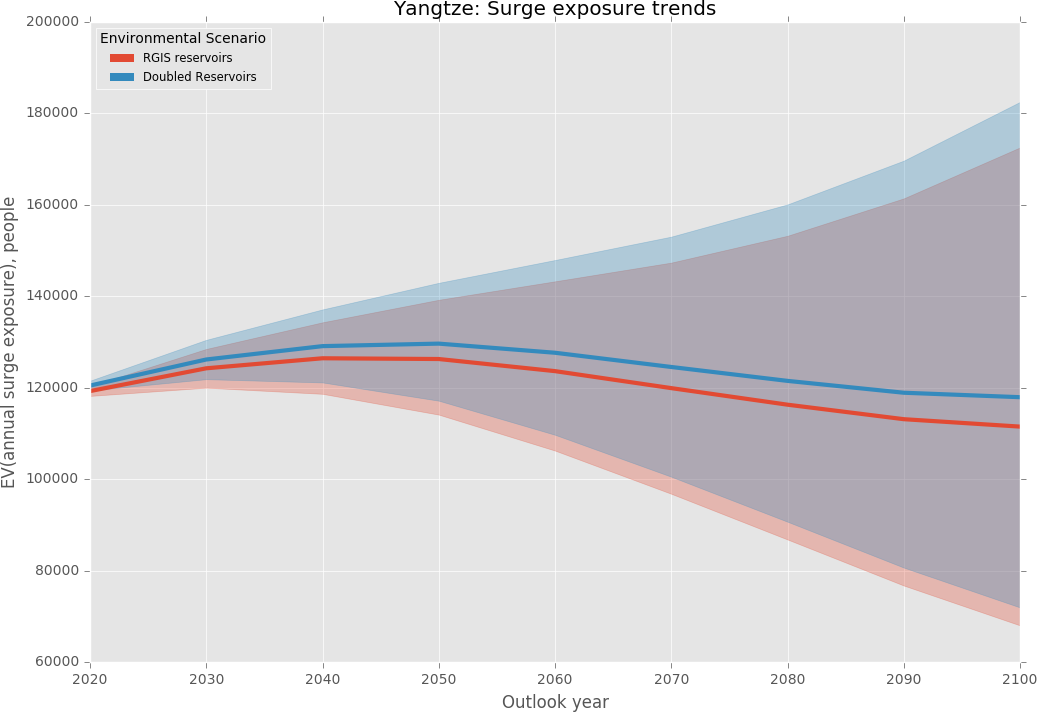 Yangtze: Surge exposure trends
200000
Environmental Scenario
RGIS reservoirs
Doubled Reservoirs
180000
160000
140000
120000
100000
80000
60000
EV(annual surge exposure), people
2020 2030 2040 2050 2060 2070 2080 2090 2100
Outlook year